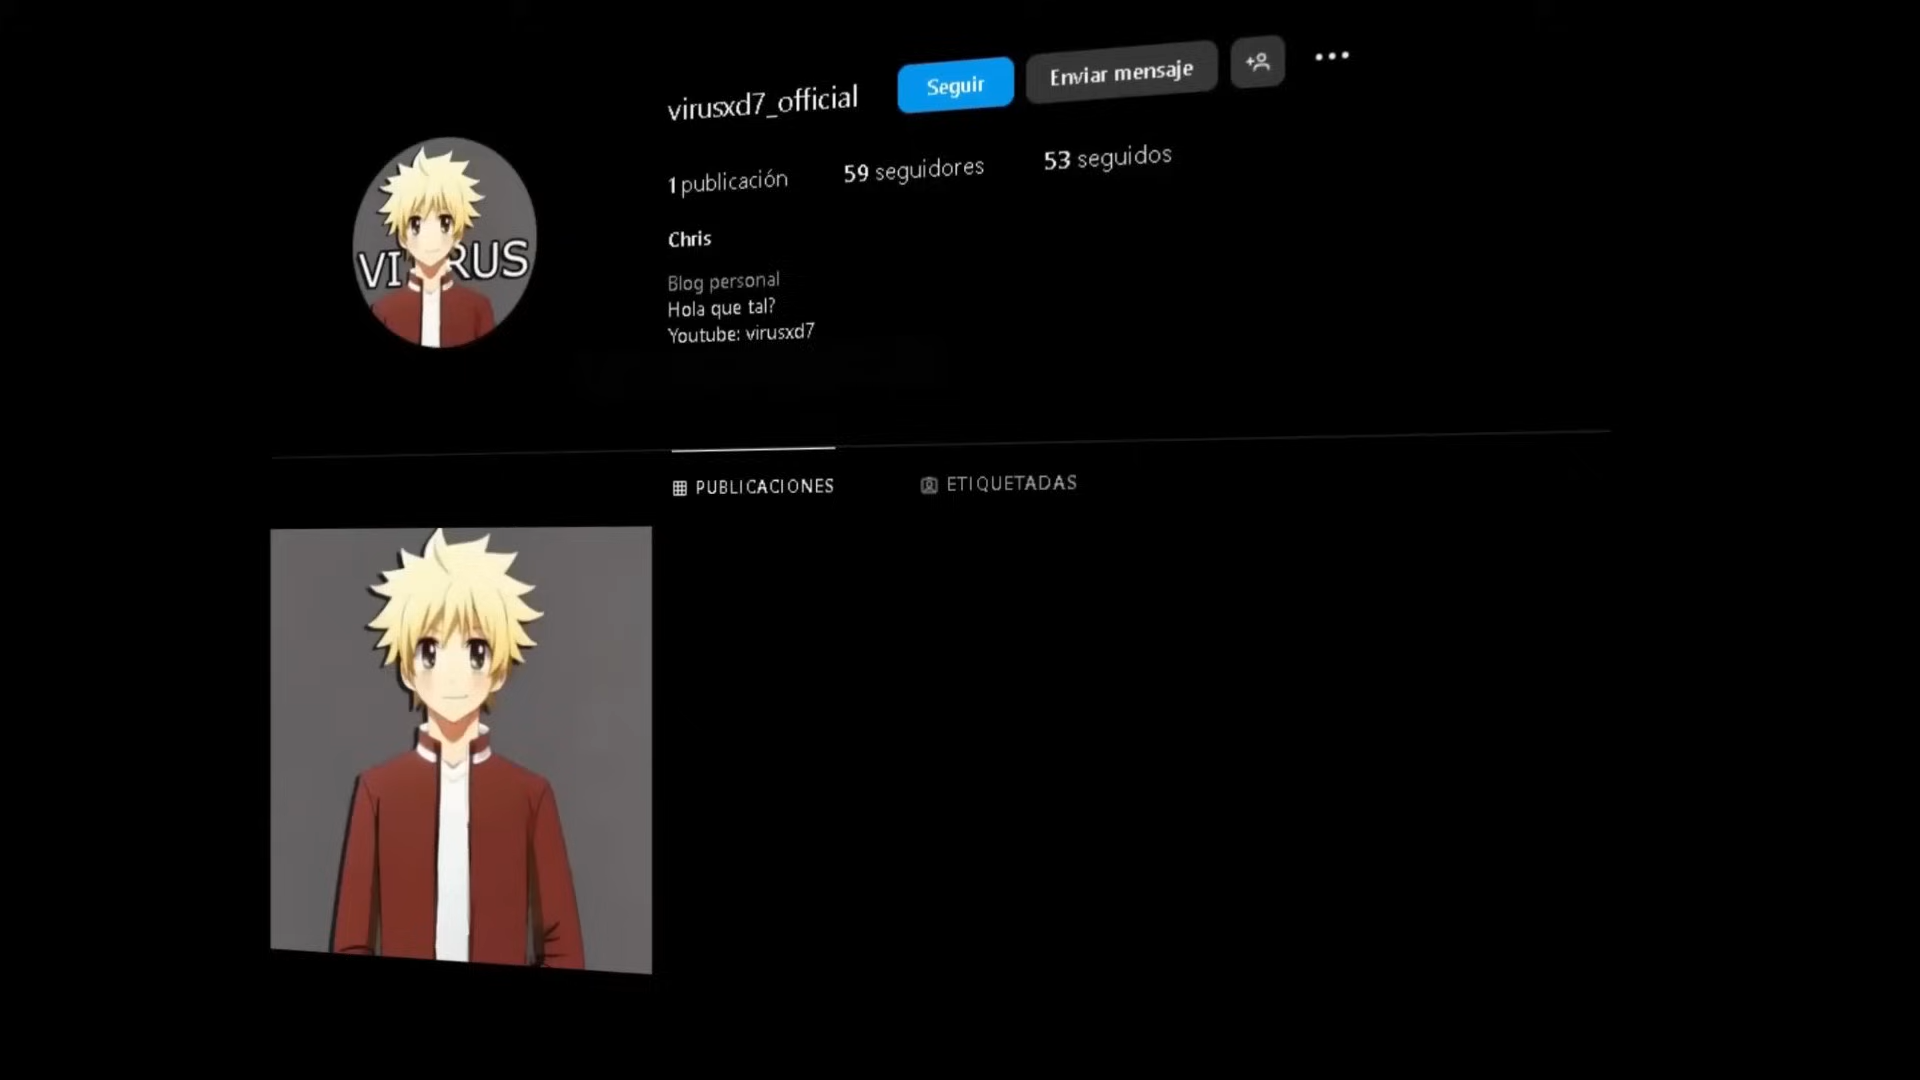 virusxd7_official
Seguir
Enviar mensaje
1 publicación
59 seguidores
53 seguidos
Chris
Blog personal
Hola que tal?
Youtube: virusxd7
VI RUS
PUBLICACIONES
ETIQUETADAS